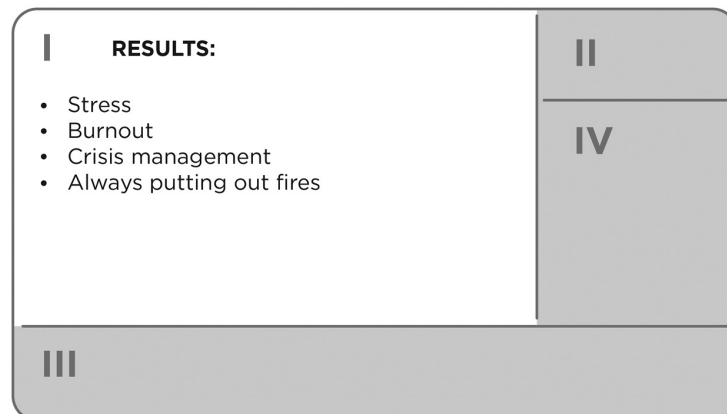 I RESULTS:
• Stress
• Burnout
• Crisis management
• Always putting out fires
II
IV
III